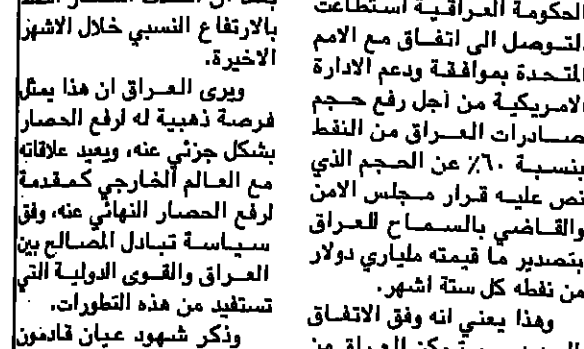 الحكومة العراقية استطاعت
التوصل الى اتفاق مع الامم
المتحدة بموافقة ودعم الادارة
الامريكية من أجل رفع حجم
صادرات العراق من النفط
بنسبة ٦٠٪ عن الحجم الذي
نص عليه قرار مجلس الامن
والقاضي بالسماح للعراق
بتصدير ما قيمته ملياري دولار
من نفطه كل ستة اشهر.
وهذا يعني انه وفق الاتفاق
العراق من
بالارتفاع النسبي خلال الاشهر
الاخيرة.
ويرى العراق ان هذا يمثل
فرصة ذهبية له لرفع الحصار
بشكل جزئي عنه، ويعيد علاقاته
مع العالم الخارجي كمقدمة
لرفع الحصار النهائي عنه، وفق
سياسة تبادل المصالح بين
العراق والقوى الدولية التي
تستفيد من هذه التطورات.
وذكر شهود عيان قادمون